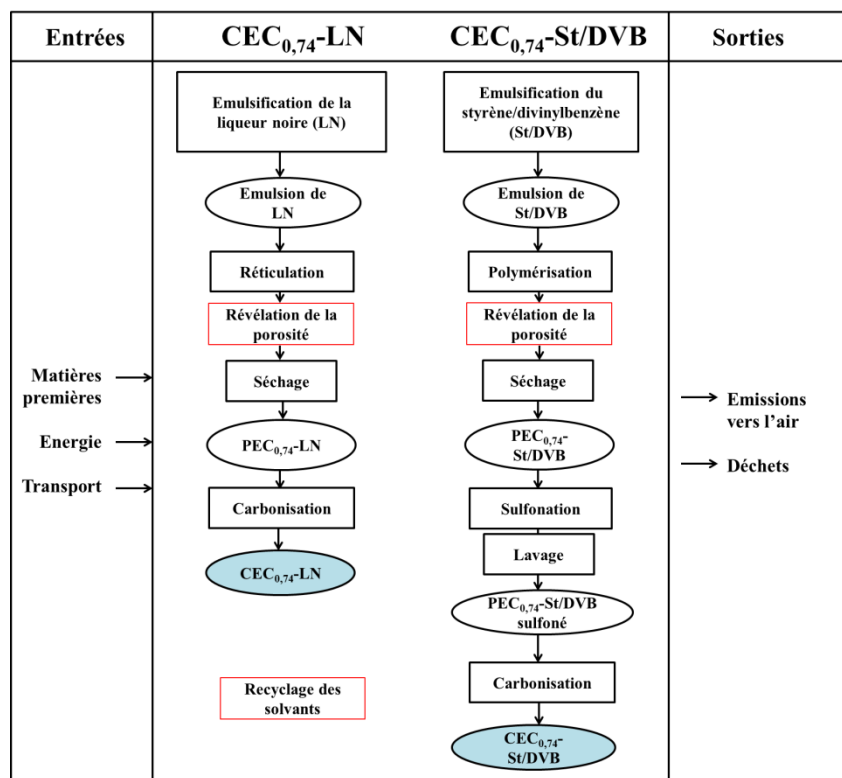 Entrées
CEC0,74-LN
CEC0,74-St/DVB
Sorties
Emulsification de la
liqueur noire (LN)
Emulsion de
LN
Réticulation
Révélation de la
porosité
Séchage
PEC0,74-LN
Carbonisation
CEC0,74-LN
Recyclage des
solvants
Emulsification du
styrène/divinylbenzène
(St/DVB)
Emulsion de
St/DVB
Polymérisation
Révélation de la
porosité
Séchage
PEC0,74-
St/DVB
Sulfonation
Lavage
PEC0,74-St/DVB
sulfoné
Carbonisation
CEC0,74-
St/DVB
Matières
premières
Energie
Transport
Emissions
vers l'air
Déchets